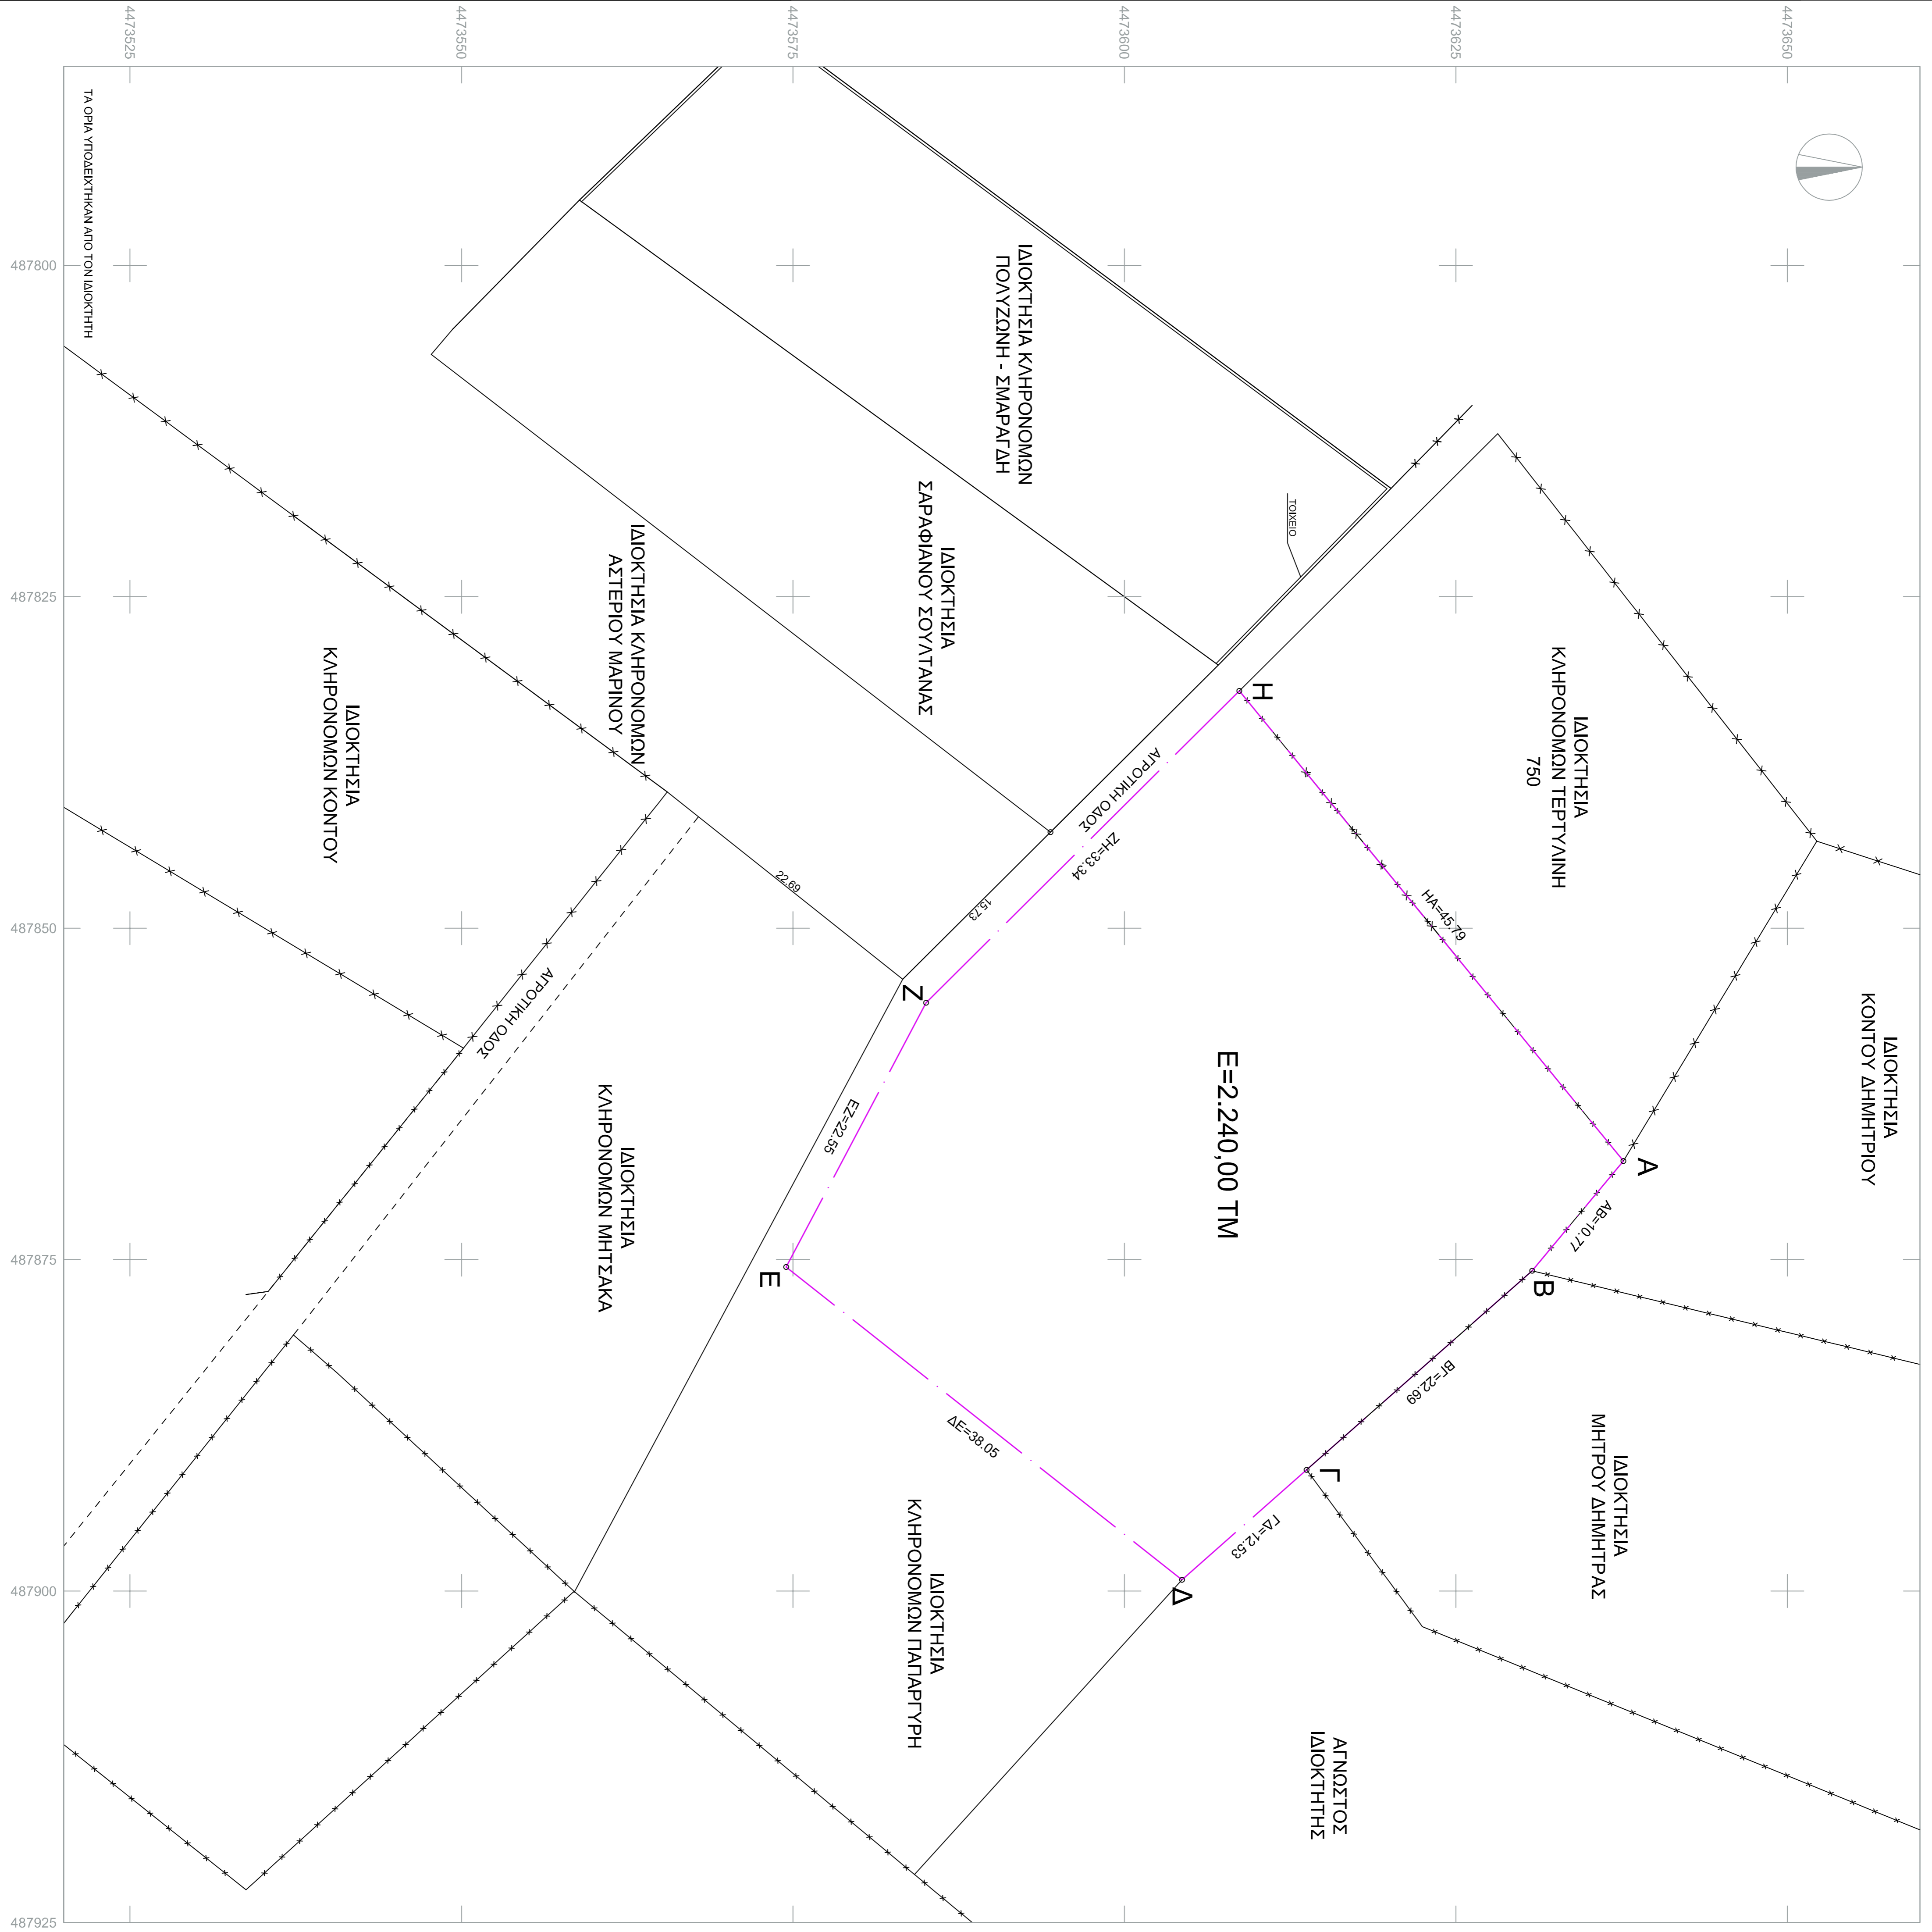 4473525
4473550
4473575
4473600
4473625
4473650
487800
487825
487850
487875
487900
487925
ΤΑ ΟΡΙΑ ΥΠΟΔΕΙΧΤΗΚΑΝ ΑΠΟ ΤΟΝ ΙΔΙΟΚΤΗΤΗ
ΙΔΙΟΚΤΗΣΙΑ ΚΛΗΡΟΝΟΜΩΝ
ΠΟΛΥΖΩΝΗ - ΣΜΑΡΑΓΔΗ
ΙΔΙΟΚΤΗΣΙΑ
ΣΑΡΑΦΙΑΝΟΥ ΣΟΥΛΤΑΝΑΣ
ΙΔΙΟΚΤΗΣΙΑ ΚΛΗΡΟΝΟΜΩΝ
ΑΣΤΕΡΙΟΥ ΜΑΡΙΝΟΥ
ΙΔΙΟΚΤΗΣΙΑ
ΚΛΗΡΟΝΟΜΩΝ ΚΟΝΤΟΥ
ΤΟΙΧΕΙΟ
ΙΔΙΟΚΤΗΣΙΑ
ΚΛΗΡΟΝΟΜΩΝ ΤΕΡΤΥΛΙΝΗ
750
ΙΔΙΟΚΤΗΣΙΑ
ΚΟΝΤΟΥ ΔΗΜΗΤΡΙΟΥ
Η
ΑΓΡΟΤΙΚΗ ΟΔΟΣ
ΖΗ=33.34
ΗΑ=45.79
22.69
15.73
Ζ
ΑΓΡΟΤΙΚΗ ΟΔΟΣ
Ε=2.240,00 ΤΜ
ΕΖ=22.55
Α
ΑΒ=10.77
ΙΔΙΟΚΤΗΣΙΑ
ΚΛΗΡΟΝΟΜΩΝ ΜΗΤΣΑΚΑ
Ε
Β
ΒΓ=22.69
ΔΕ=38.05
Γ
ΓΔ=12.53
Δ
ΙΔΙΟΚΤΗΣΙΑ
ΜΗΤΡΟΥ ΔΗΜΗΤΡΑΣ
ΙΔΙΟΚΤΗΣΙΑ
ΚΛΗΡΟΝΟΜΩΝ ΠΑΠΑΡΓΥΡΗ
ΑΓΝΩΣΤΟΣ
ΙΔΙΟΚΤΗΤΗΣ